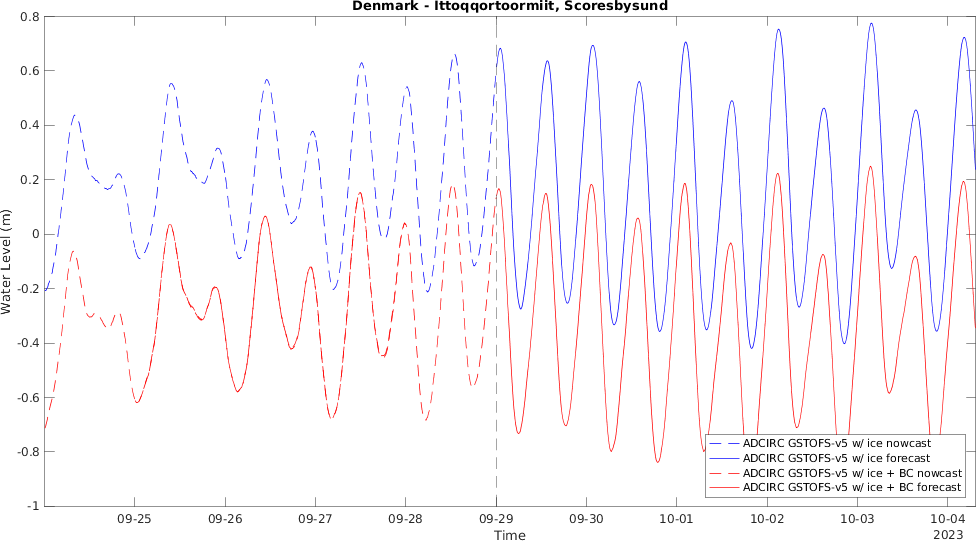 Denmark - Ittoqqortoormiit, Scoresbysund
0.8
0.6
0.4
0.2
0
-0.2
-0.4
-0.6
-0.8
-1
Water Level (m)
ADCIRC GSTOFS-v5 w/ ice nowcast
ADCIRC GSTOFS-v5 w/ ice forecast
ADCIRC GSTOFS-v5 w/ ice + BC nowcast
ADCIRC GSTOFS-v5 w/ ice + BC forecast
09-25 09-26 09-27 09-28 09-29 09-30 10-01 10-02 10-03 10-04
Time
2023